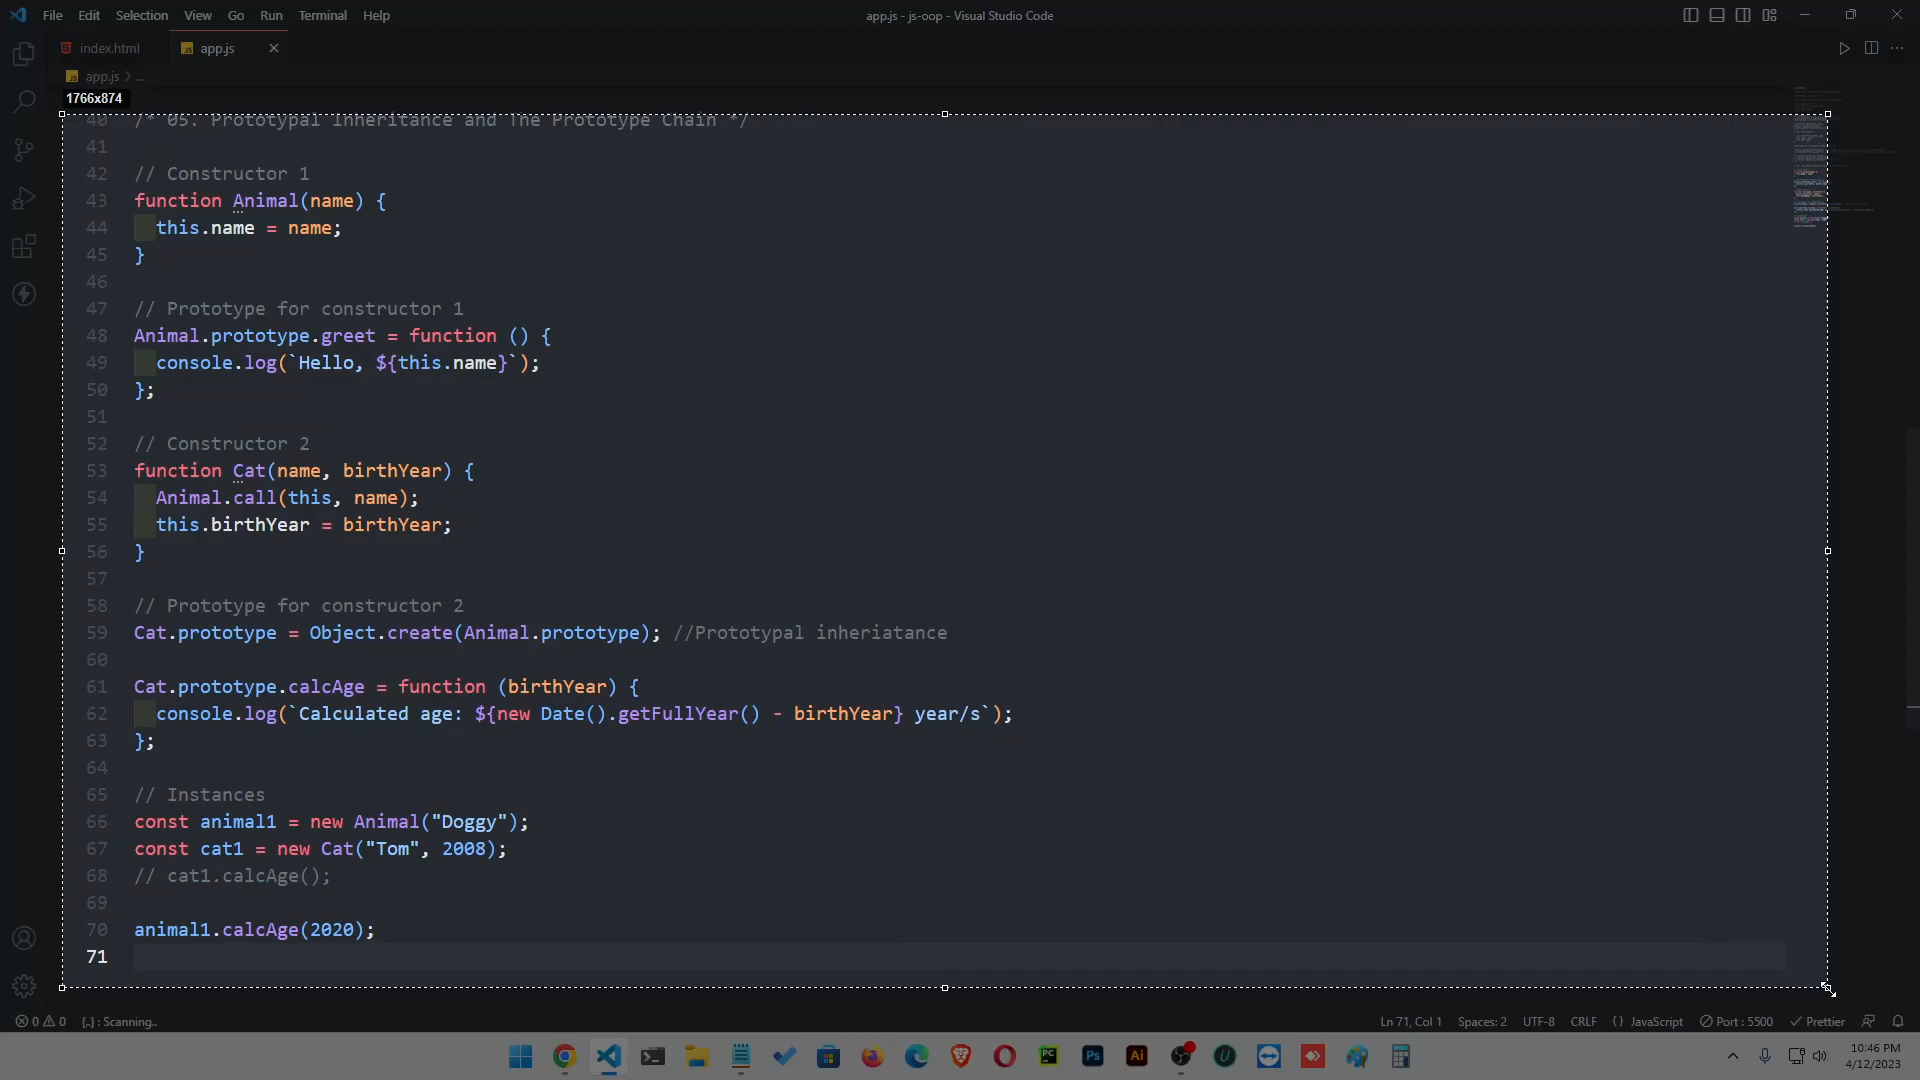 File Edit Selection View Go Run Terminal Help
app.js - js-oop - Visual Studio Code
index.html
app.js
app.js > ...
1766x874
40 /* 05. Prototypal Inheritance and The Prototype Chain */
41
42 // Constructor 1
43 function Animal(name) {
44 this.name = name;
45 }
46
47 // Prototype for constructor 1
48 Animal.prototype.greet = function () {
49 console.log(`Hello, ${this.name}`);
50 };
51
52 // Constructor 2
53 function Cat(name, birthYear) {
54 Animal.call(this, name);
55 this.birthYear = birthYear;
56 }
57
58 // Prototype for constructor 2
59 Cat.prototype = Object.create(Animal.prototype); //Prototypal inheriatance
60
61 Cat.prototype.calcAge = function (birthYear) {
62 console.log(`Calculated age: ${new Date().getFullYear() - birthYear} year/s`);
63 };
64
65 // Instances
66 const animal1 = new Animal("Doggy");
67 const cat1 = new Cat("Tom", 2008);
68 // cat1.calcAge();
69
70 animal1.calcAge(2020);
71
0 0 {..} : Scanning..
Ln 71, Col 1 Spaces: 2 UTF-8 CRLF {} JavaScript Port : 5500 Prettier
10:46 PM
4/12/2023